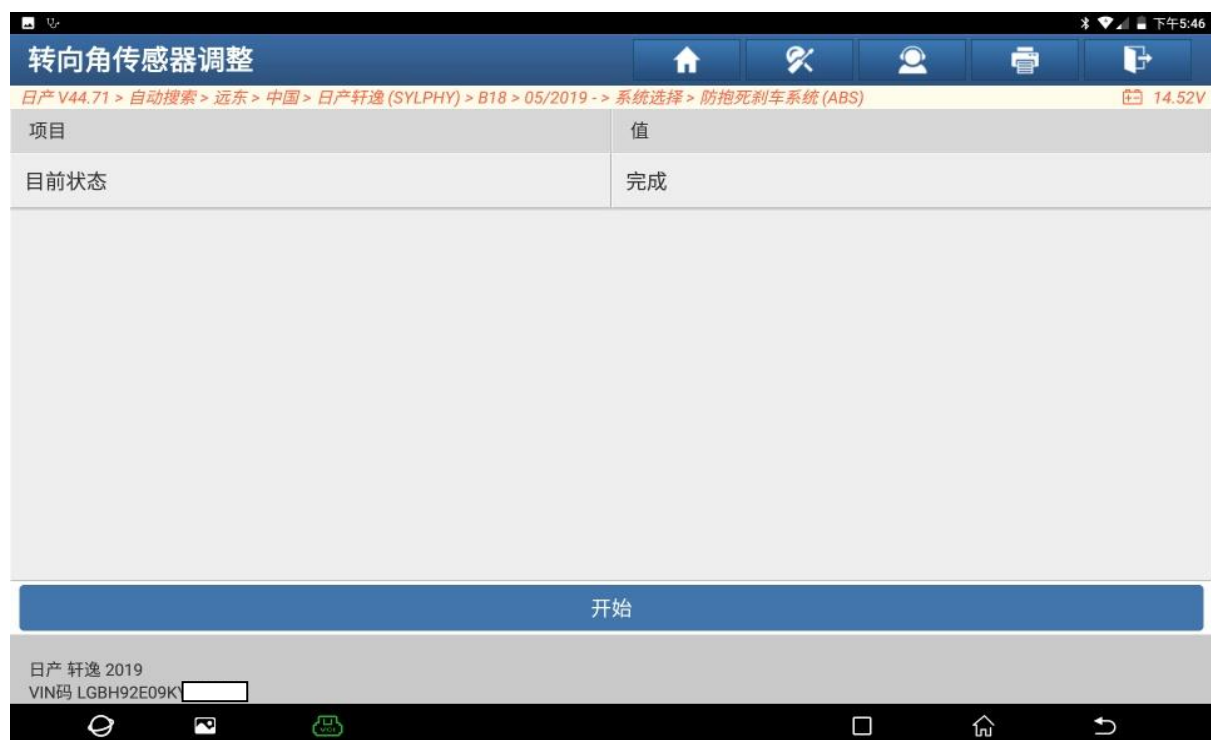 下午5:46
转向角传感器调整
日产 V44.71 > 自动搜索 > 远东 > 中国 > 日产轩逸 (SYLPHY) > B18 > 05/2019 - > 系统选择 > 防抱死刹车系统 (ABS) 14.52V
项目 值
目前状态 完成
开始
日产 轩逸 2019
VIN码 LGBH92E09K
VCI